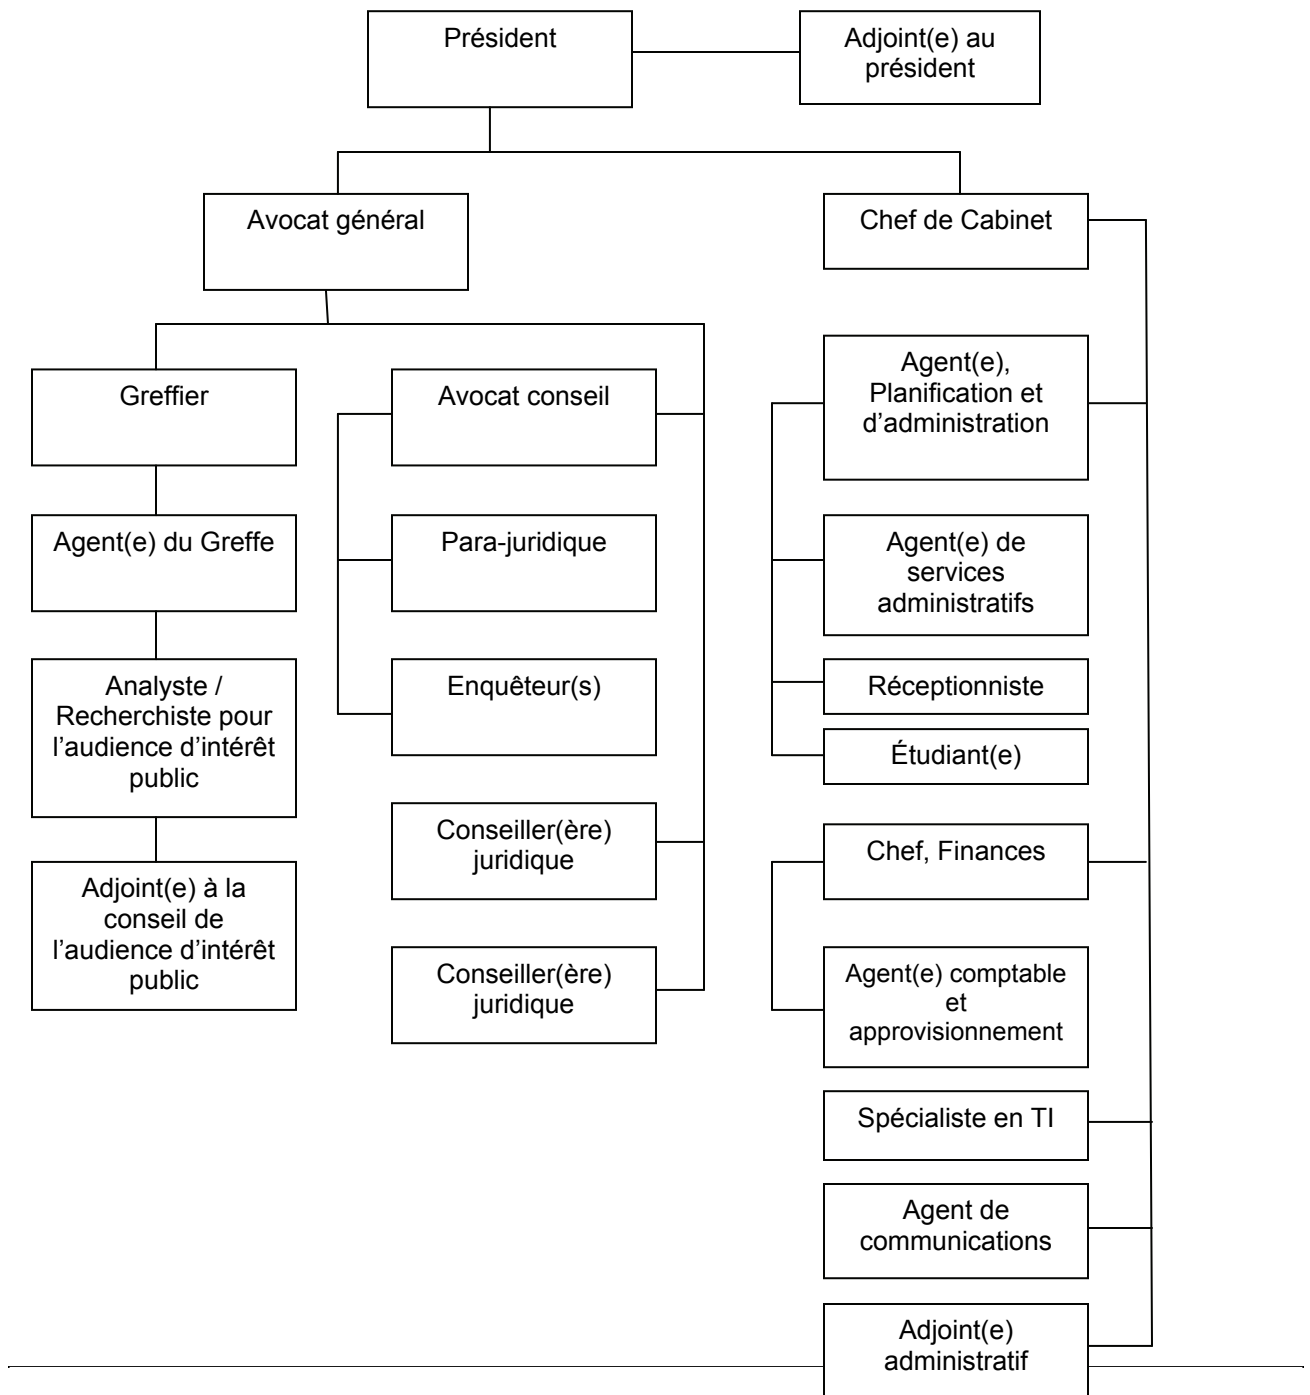 Président
Adjoint(e) au
président
Avocat général
Chef de Cabinet
Greffier
Agent(e) du Greffe
Analyste /
Recherchiste pour
l’audience d’intérêt
public
Adjoint(e) à la
conseil de
l’audience d’intérêt
public
Avocat conseil
Para-juridique
Enquêteur(s)
Conseiller(ère)
juridique
Conseiller(ère)
juridique
Agent(e),
Planification et
d’administration
Agent(e) de
services
administratifs
Réceptionniste
Étudiant(e)
Chef, Finances
Agent(e) comptable
et
approvisionnement
Spécialiste en TI
Agent de
communications
Adjoint(e)
administratif